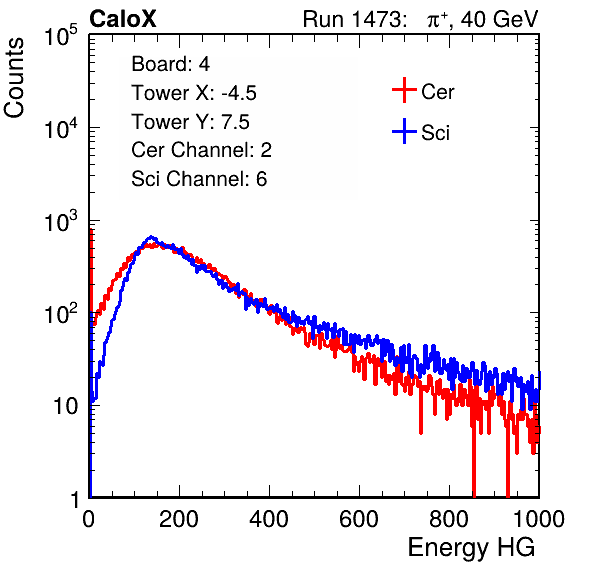 CaloX Run 1473: π⁺, 40 GeV
Counts
10⁵
10⁴
10³
10²
10
1
Board: 4
Tower X: -4.5
Tower Y: 7.5
Cer Channel: 2
Sci Channel: 6
Cer
Sci
0 200 400 600 800 1000
Energy HG